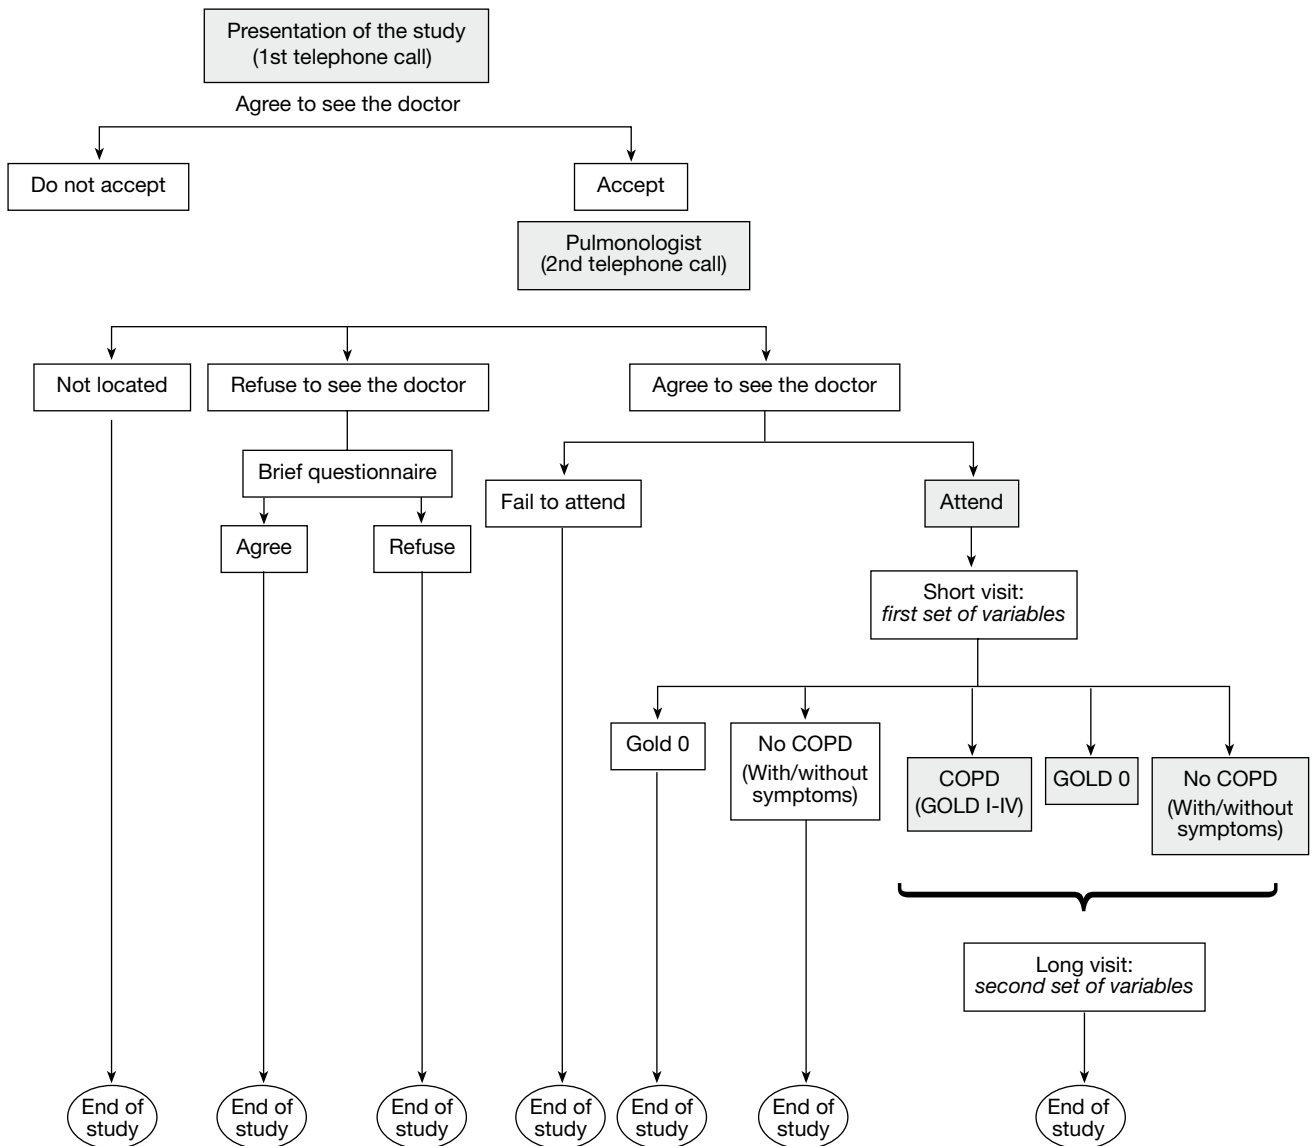 Presentation of the study
(1st telephone call)
Agree to see the doctor
Do not accept
Accept
Pulmonologist
(2nd telephone call)
Not located
Refuse to see the doctor
Agree to see the doctor
Brief questionnaire
Fail to attend
Attend
Agree
Refuse
Short visit:
first set of variables
Gold 0
No COPD
(With/without
symptoms)
COPD
(GOLD I-IV)
GOLD 0
No COPD
(With/without
symptoms)
Long visit:
second set of variables
End of
study
End of
study
End of
study
End of
study
End of
study
End of
study
End of
study